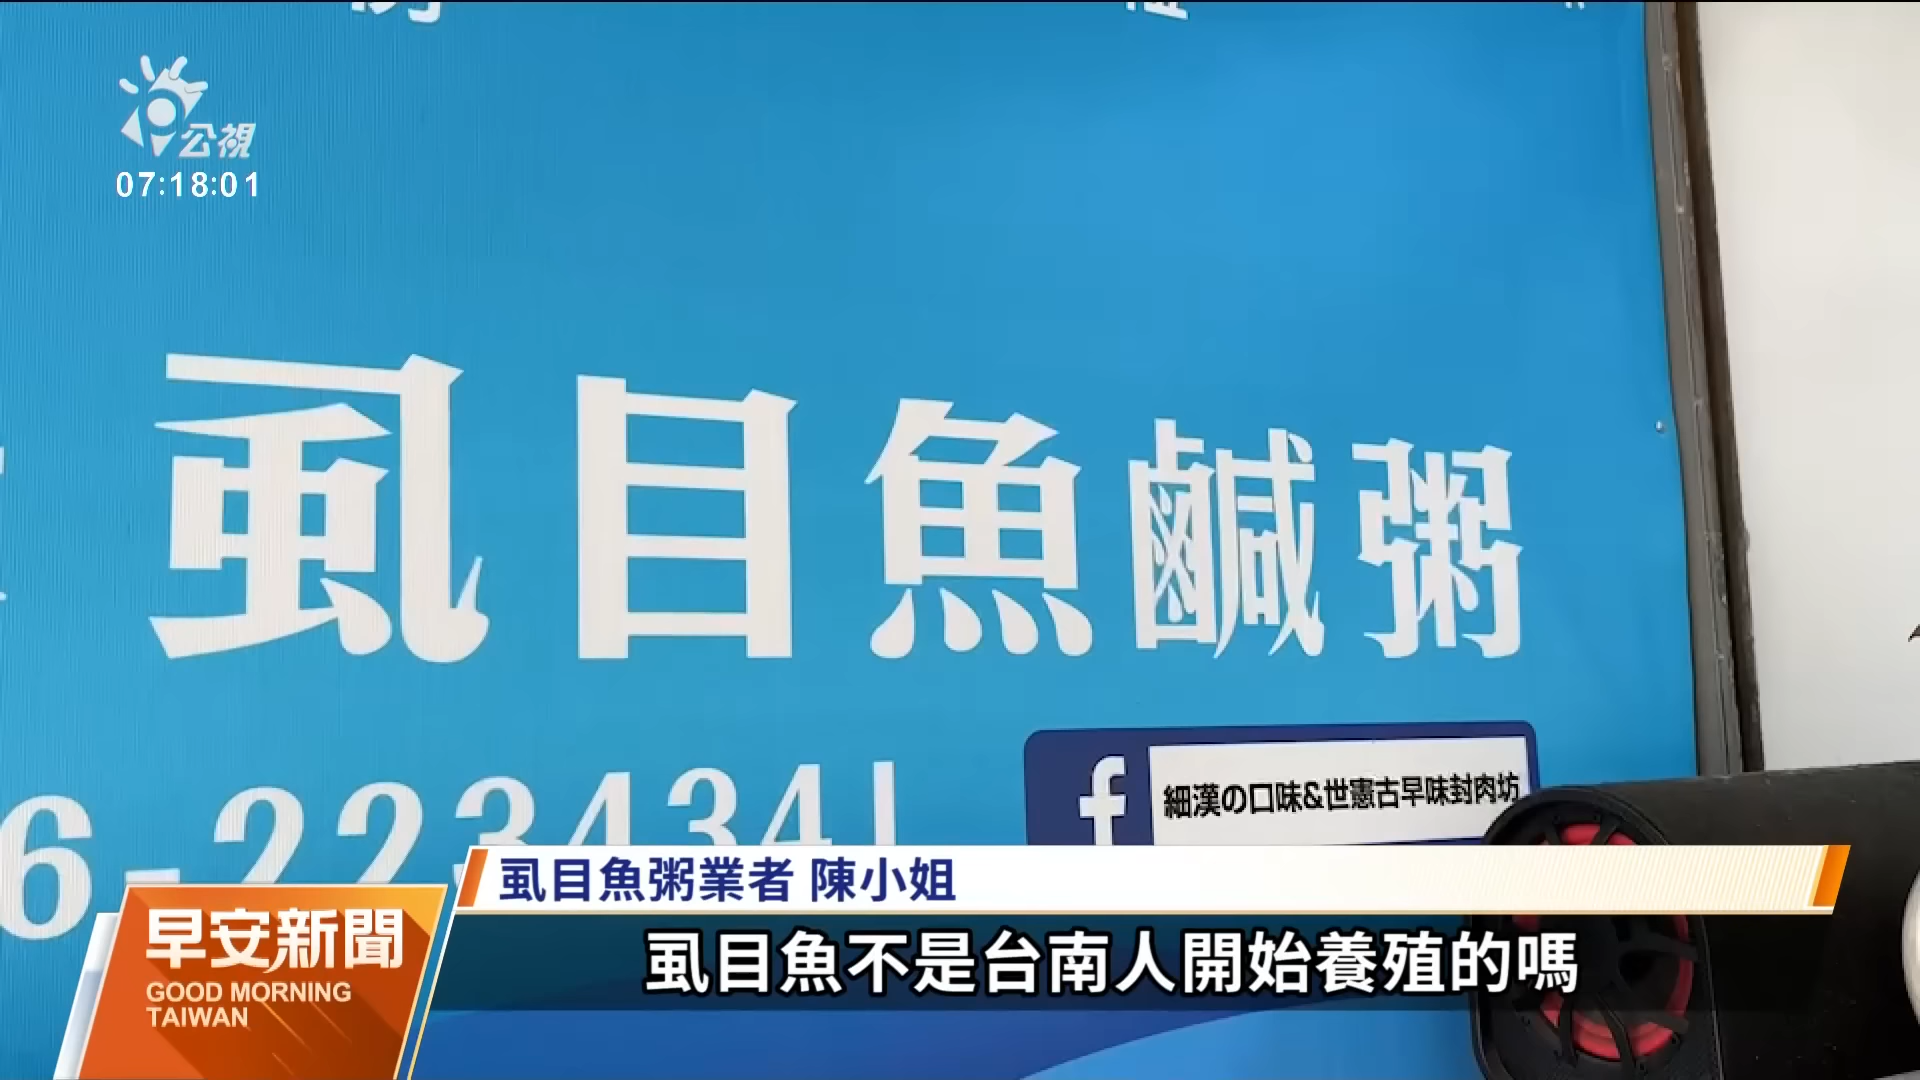 公視
07:18:01
虱目魚鹹粥
6-2234341
細漢の口味&世憲古早味封肉坊
虱目魚粥業者 陳小姐
早安新聞
虱目魚不是台南人開始養殖的嗎
GOOD MORNING
TAIWAN